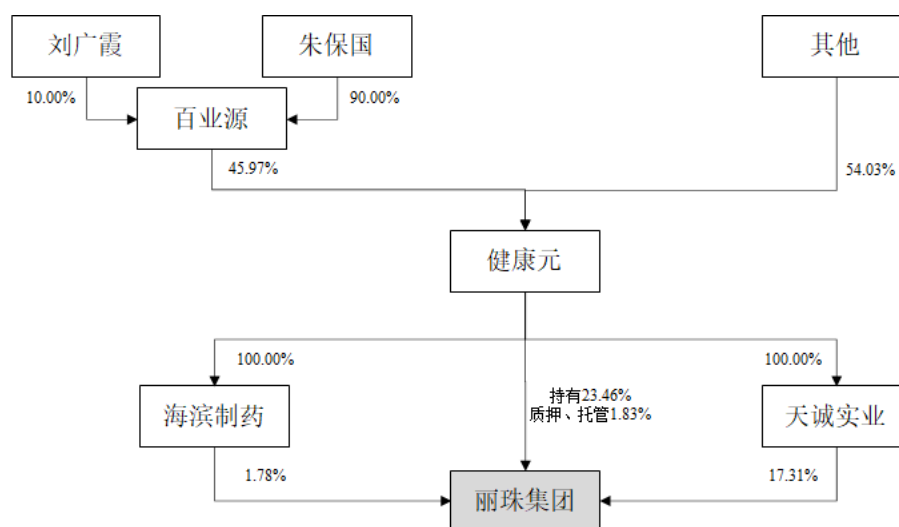 刘广霞
朱保国
其他
10.00%
90.00%
百业源
45.97%
54.03%
健康元
100.00%
100.00%
持有23.46%
质押、托管1.83%
海滨制药
天诚实业
1.78%
17.31%
丽珠集团